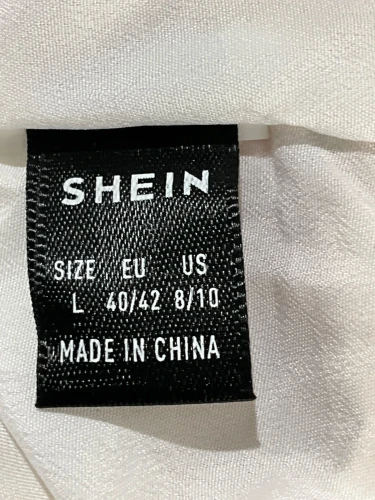 SHEIN
SIZE EU US
L 40/42 8/10
MADE IN CHINA